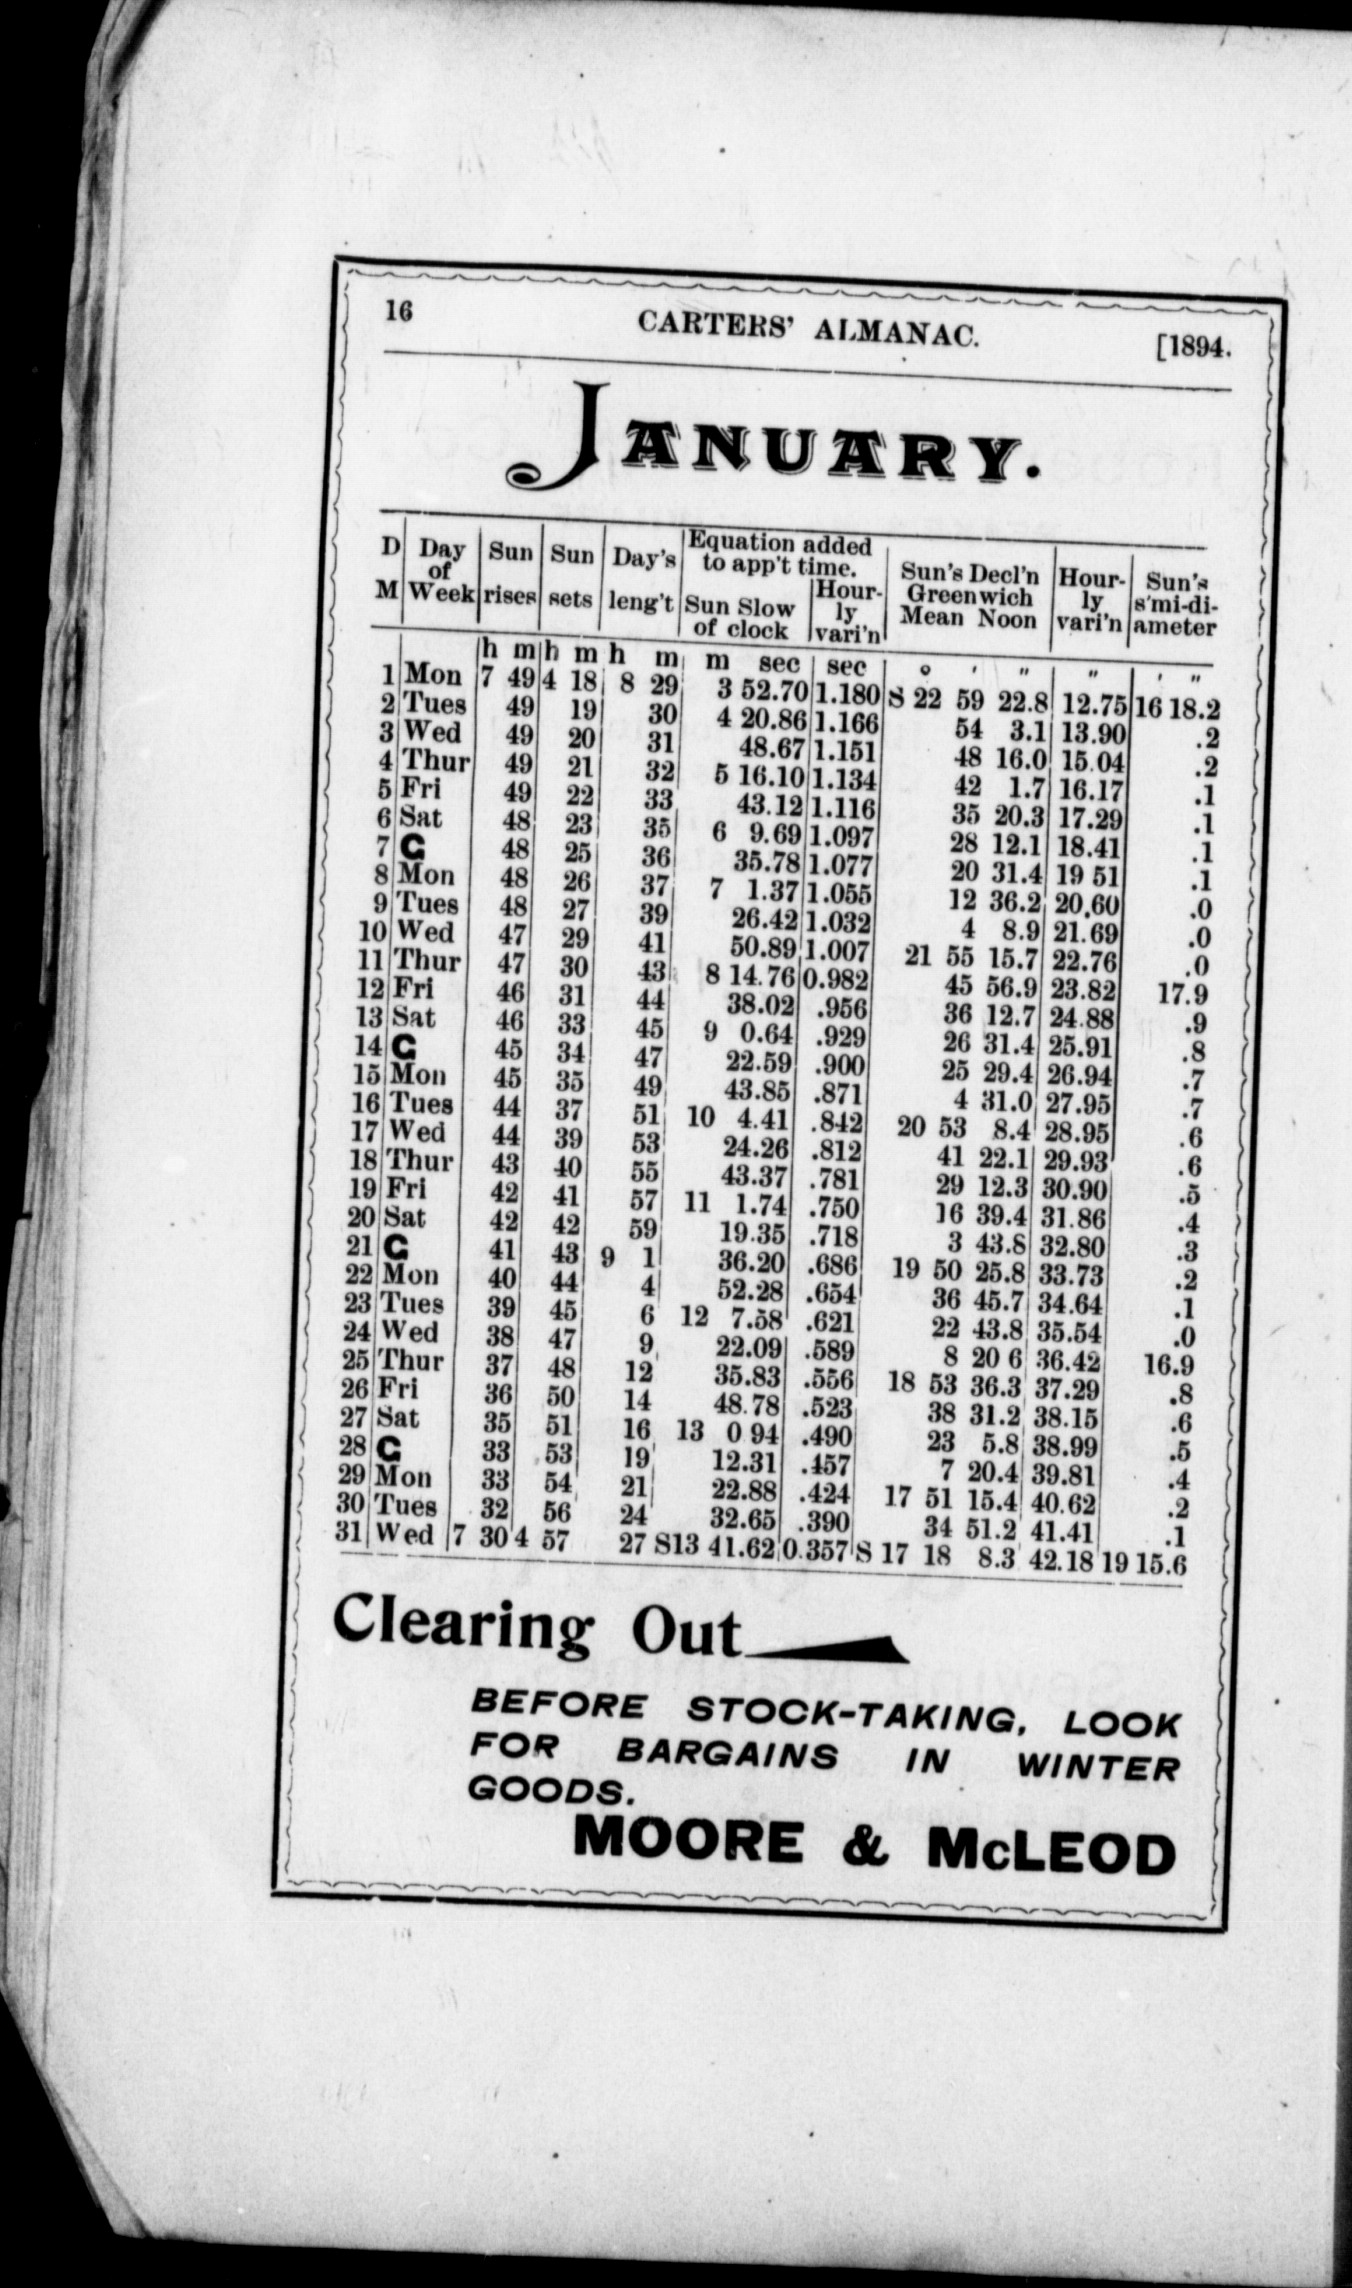 16 CARTERS' ALMANAC. [1894.
JANUARY.
D M | Day of Week | Sun rises | Sun sets | Day's leng't | Equation added to app't time. Sun Slow of clock | Hour-ly vari'n | Sun's Decl'n Greenwich Mean Noon | Hour-ly vari'n | Sun's s'mi-di-ameter
h m h m h m m sec sec ° ' " " ' "
1 Mon 7 49 4 18 8 29 3 52.70 1.180 S 22 59 22.8 12.75 16 18.2
2 Tues 49 19 30 4 20.86 1.166 54 3.1 13.90 .2
3 Wed 49 20 31 48.67 1.151 48 16.0 15.04 .2
4 Thur 49 21 32 5 16.10 1.134 42 1.7 16.17 .1
5 Fri 49 22 33 43.12 1.116 35 20.3 17.29 .1
6 Sat 48 23 35 6 9.69 1.097 28 12.1 18.41 .1
7 G 48 25 36 35.78 1.077 20 31.4 19 51 .1
8 Mon 48 26 37 7 1.37 1.055 12 36.2 20.60 .0
9 Tues 48 27 39 26.42 1.032 4 8.9 21.69 .0
10 Wed 47 29 41 50.89 1.007 21 55 15.7 22.76 .0
11 Thur 47 30 43 8 14.76 0.982 45 56.9 23.82 17.9
12 Fri 46 31 44 38.02 .956 36 12.7 24.88 .9
13 Sat 46 33 45 9 0.64 .929 26 31.4 25.91 .8
14 G 45 34 47 22.59 .900 25 29.4 26.94 .7
15 Mon 45 35 49 43.85 .871 4 31.0 27.95 .7
16 Tues 44 37 51 10 4.41 .842 20 53 8.4 28.95 .6
17 Wed 44 39 53 24.26 .812 41 22.1 29.93 .6
18 Thur 43 40 55 43.37 .781 29 12.3 30.90 .5
19 Fri 42 41 57 11 1.74 .750 16 39.4 31.86 .4
20 Sat 42 42 59 19.35 .718 3 43.8 32.80 .3
21 G 41 43 9 1 36.20 .686 19 50 25.8 33.73 .2
22 Mon 40 44 4 52.28 .654 36 45.7 34.64 .1
23 Tues 39 45 6 12 7.58 .621 22 43.8 35.54 .0
24 Wed 38 47 9 22.09 .589 8 20 6 36.42 16.9
25 Thur 37 48 12 35.83 .556 18 53 36.3 37.29 .8
26 Fri 36 50 14 48.78 .523 38 31.2 38.15 .6
27 Sat 35 51 16 13 0 94 .490 23 5.8 38.99 .5
28 G 33 53 19 12.31 .457 7 20.4 39.81 .4
29 Mon 33 54 21 22.88 .424 17 51 15.4 40.62 .2
30 Tues 32 56 24 32.65 .390 34 51.2 41.41 .1
31 Wed 7 30 4 57 27 S13 41.62 0.357 S 17 18 8.3 42.18 19 15.6
Clearing Out
BEFORE STOCK-TAKING, LOOK
FOR BARGAINS IN WINTER
GOODS.
MOORE & McLEOD